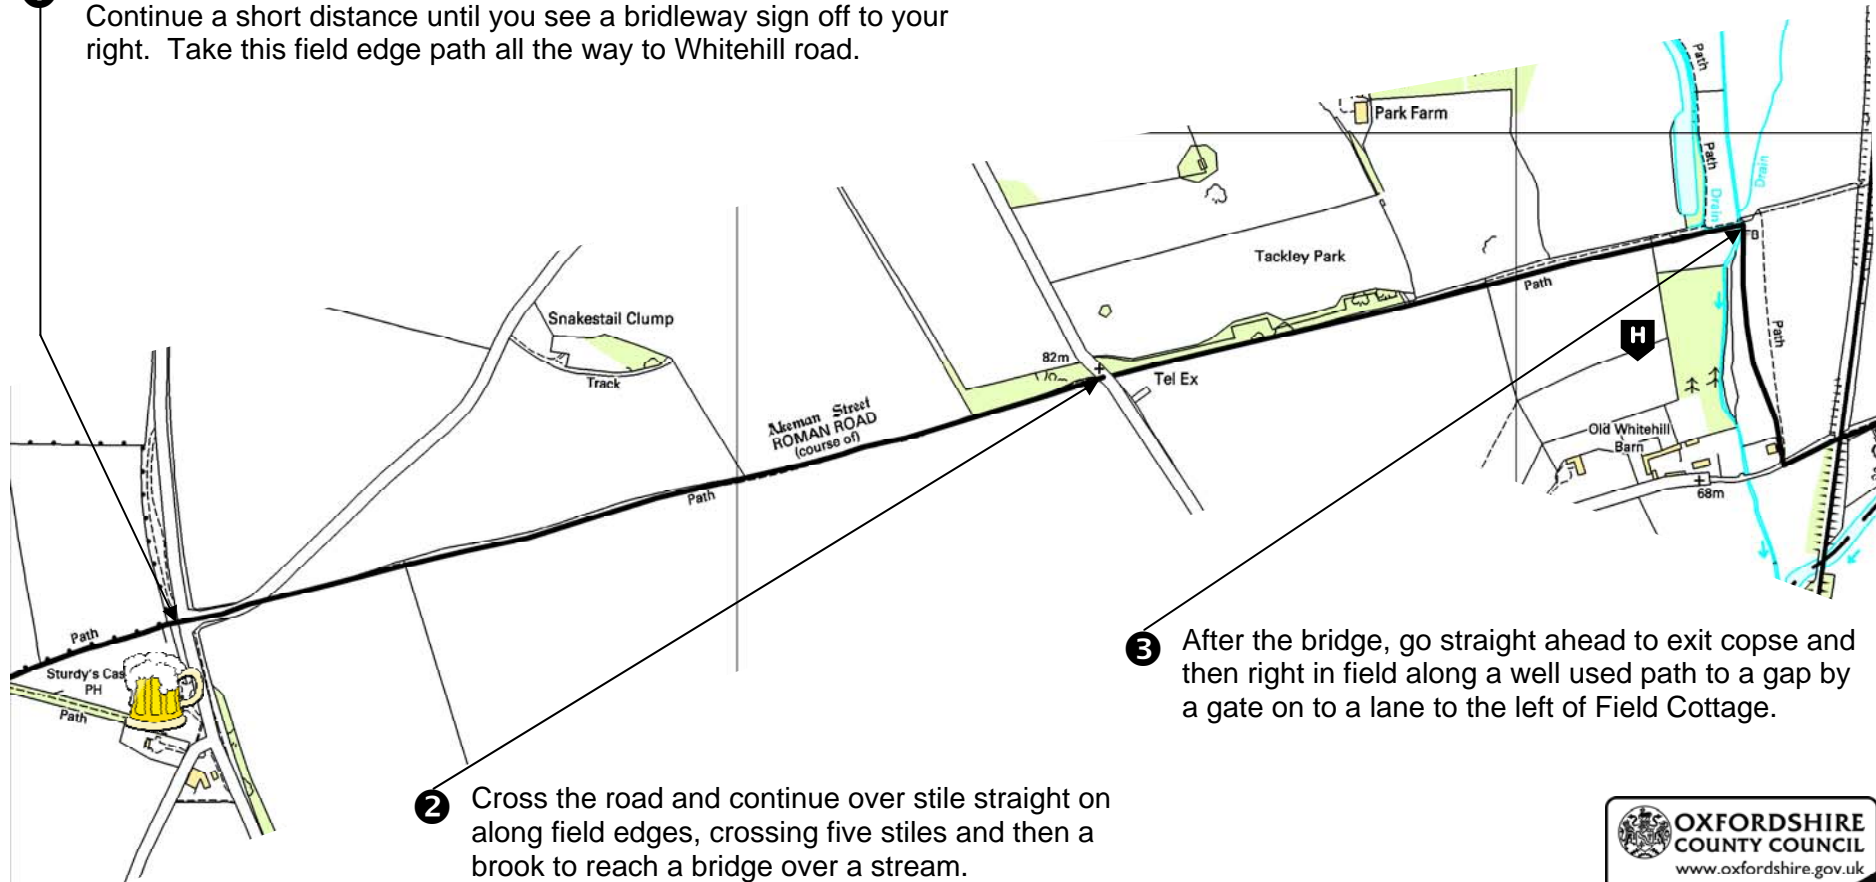 Continue a short distance until you see a bridleway sign off to your
right. Take this field edge path all the way to Whitehill road.
Path
Park Farm
Path
Drain
Drain
Tackley Park
FB
Path
Snakestail Clump
H
Path
82m
Track
Tel Ex
Akeman Street
ROMAN ROAD
(course of)
Old Whitehill
Barn
Path
68m
Path
Sturdy's Cas
PH
Path
3 After the bridge, go straight ahead to exit copse and
then right in field along a well used path to a gap by
a gate on to a lane to the left of Field Cottage.
2 Cross the road and continue over stile straight on
along field edges, crossing five stiles and then a
brook to reach a bridge over a stream.
OXFORDSHIRE
COUNTY COUNCIL
www.oxfordshire.gov.uk